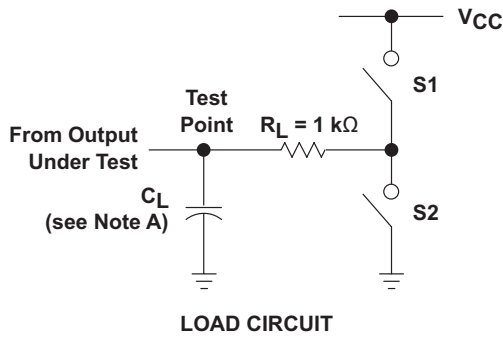 VCC
S1
Test
Point
RL = 1 kΩ
From Output
Under Test
CL
(see Note A)
S2
LOAD CIRCUIT